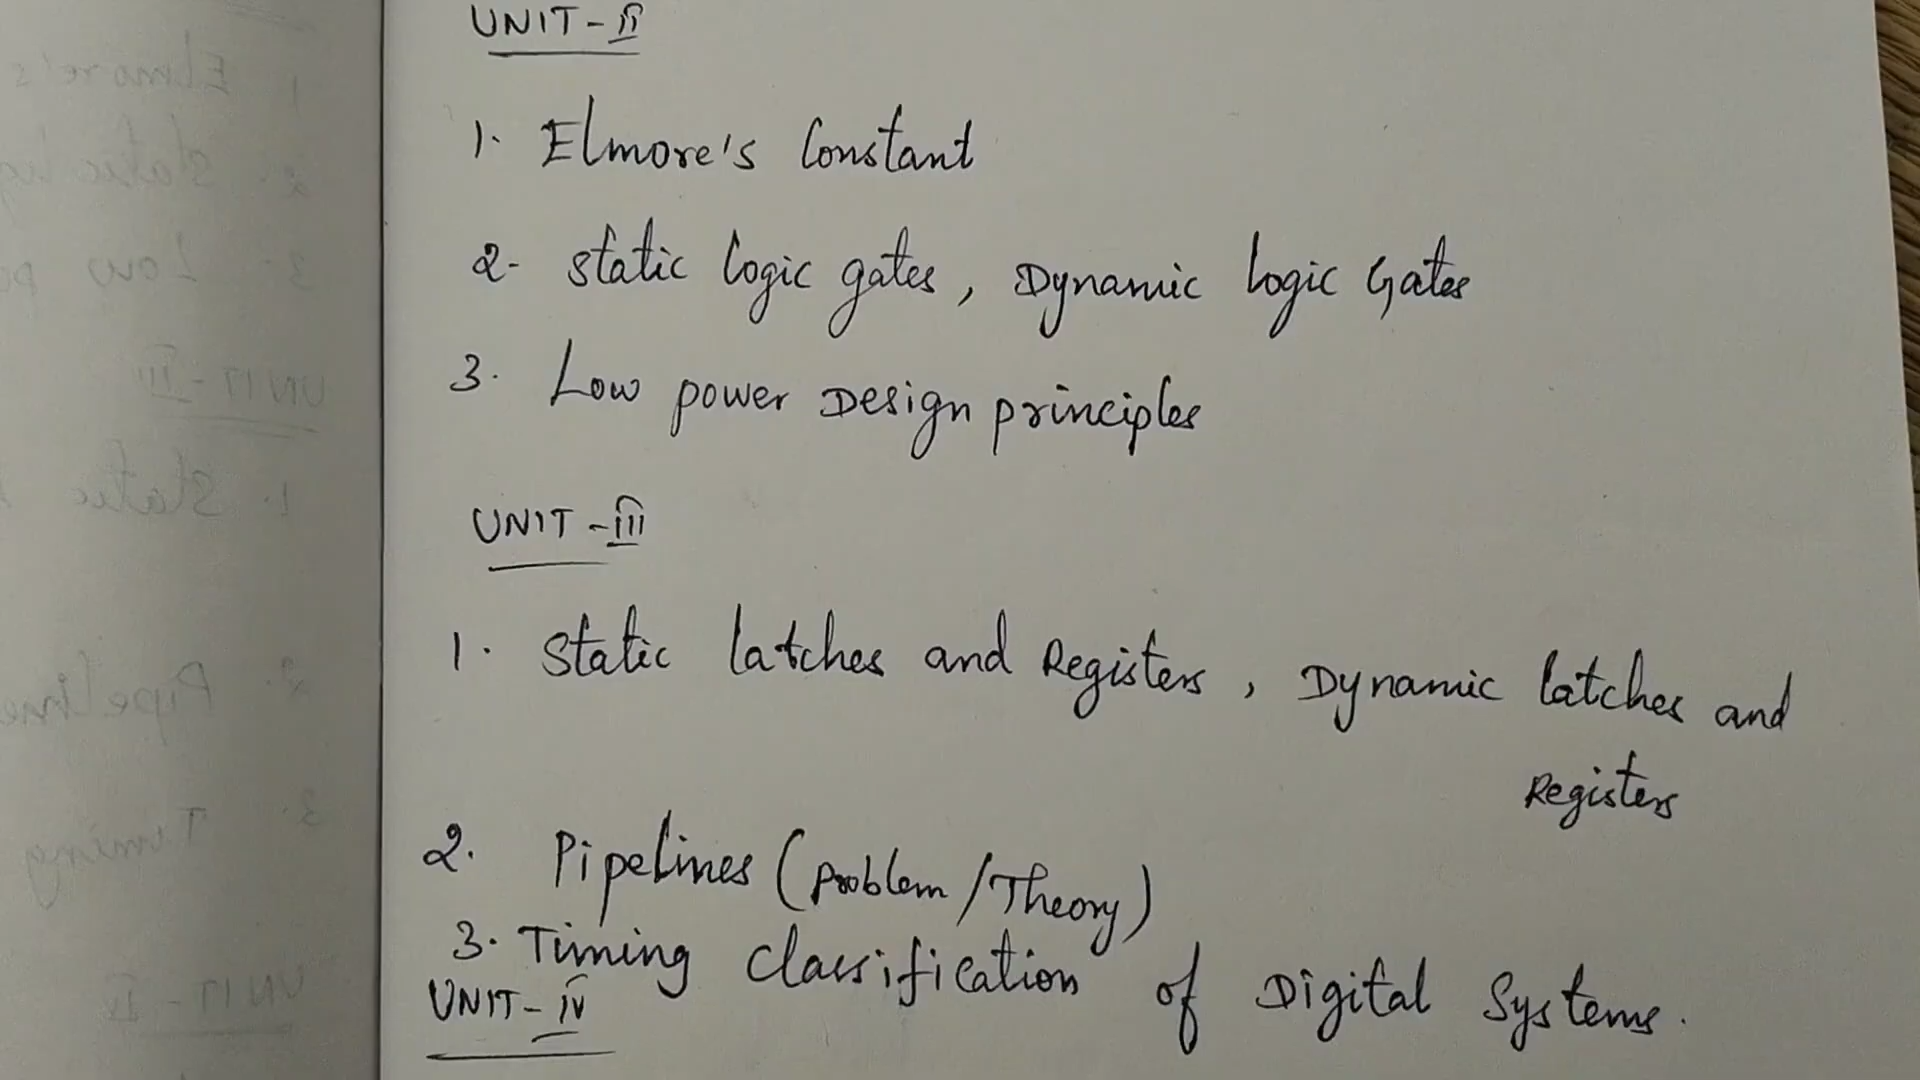 UNIT-II
1. Elmore's Constant
2- Static logic gates, Dynamic logic Gates
3. Low power Design principles
UNIT-III
1. Static latches and Registers, Dynamic latches and
Registers
2. Pipelines (Problem/Theory)
3. Timing classification of Digital Systems.
UNIT-IV